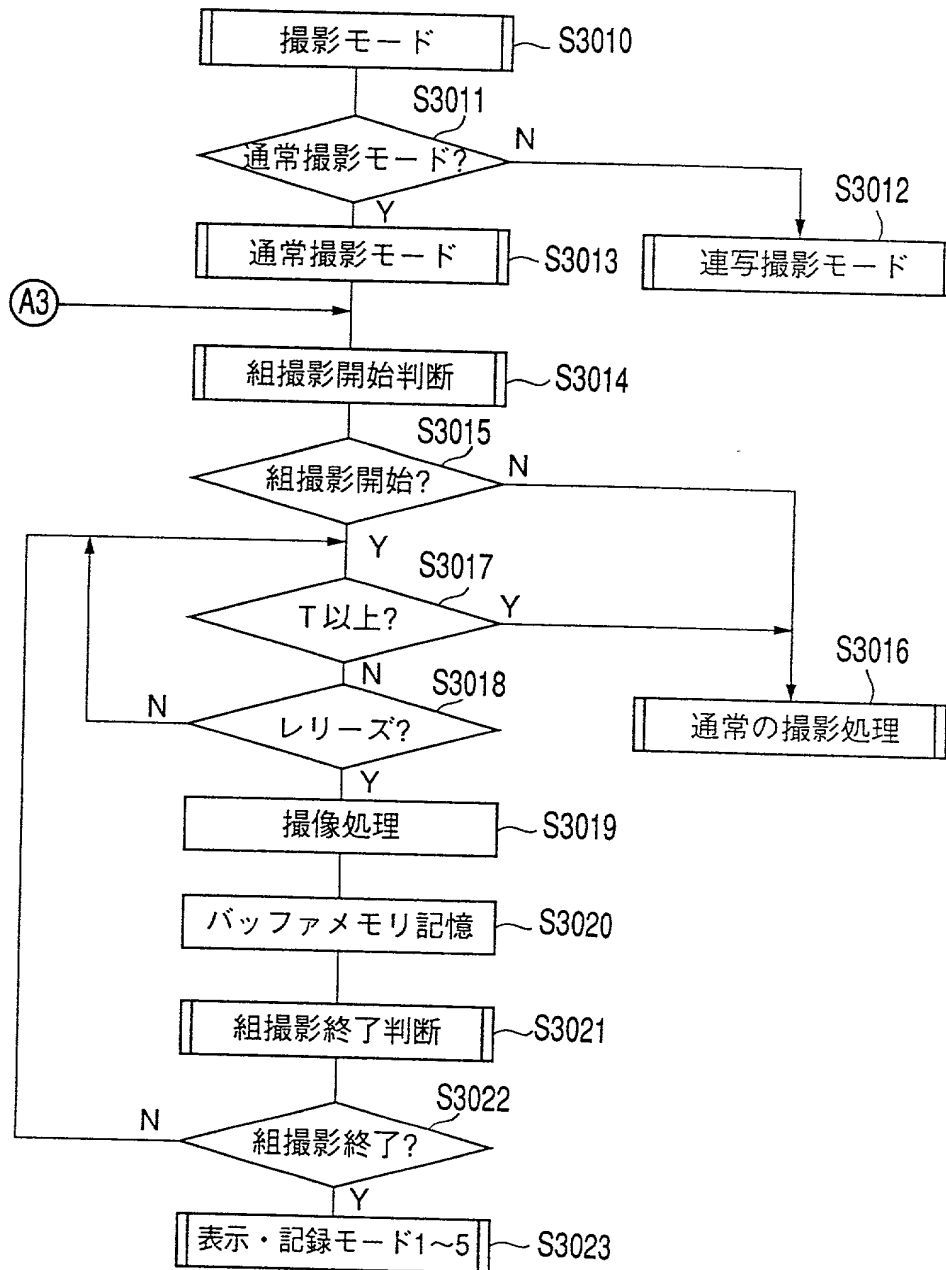 撮影モード
S3010
S3011
通常撮影モード?
N
Y
S3012
連写撮影モード
通常撮影モード
S3013
A3
組撮影開始判断
S3014
S3015
組撮影開始?
N
Y
S3017
T以上?
Y
N
S3016
通常の撮影処理
S3018
レリーズ?
N
Y
撮像処理
S3019
バッファメモリ記憶
S3020
組撮影終了判断
S3021
S3022
組撮影終了?
N
Y
表示・記録モード1~5
S3023